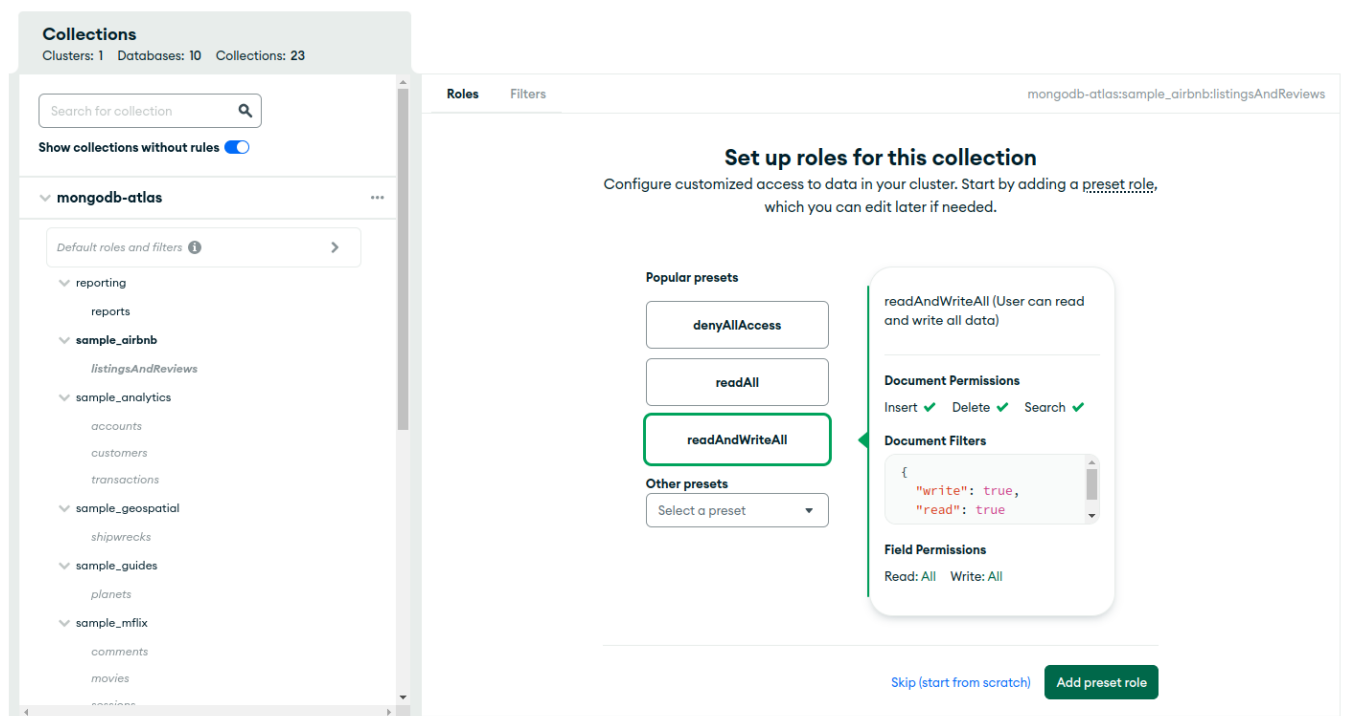 Collections
Clusters: 1 Databases: 10 Collections: 23
Search for collection
Show collections without rules
mongodb-atlas
Default roles and filters
reporting
reports
sample_airbnb
listingsAndReviews
sample_analytics
accounts
customers
transactions
sample_geospatial
shipwrecks
sample_guides
planets
sample_mflix
comments
movies
Roles Filters
mongodb-atlas:sample_airbnb:listingsAndReviews
Set up roles for this collection
Configure customized access to data in your cluster. Start by adding a preset role,
which you can edit later if needed.
Popular presets
denyAllAccess
readAll
readAndWriteAll
Other presets
Select a preset
readAndWriteAll (User can read
and write all data)
Document Permissions
Insert Delete Search
Document Filters
{
"write": true,
"read": true
Field Permissions
Read: All Write: All
Skip (start from scratch)
Add preset role